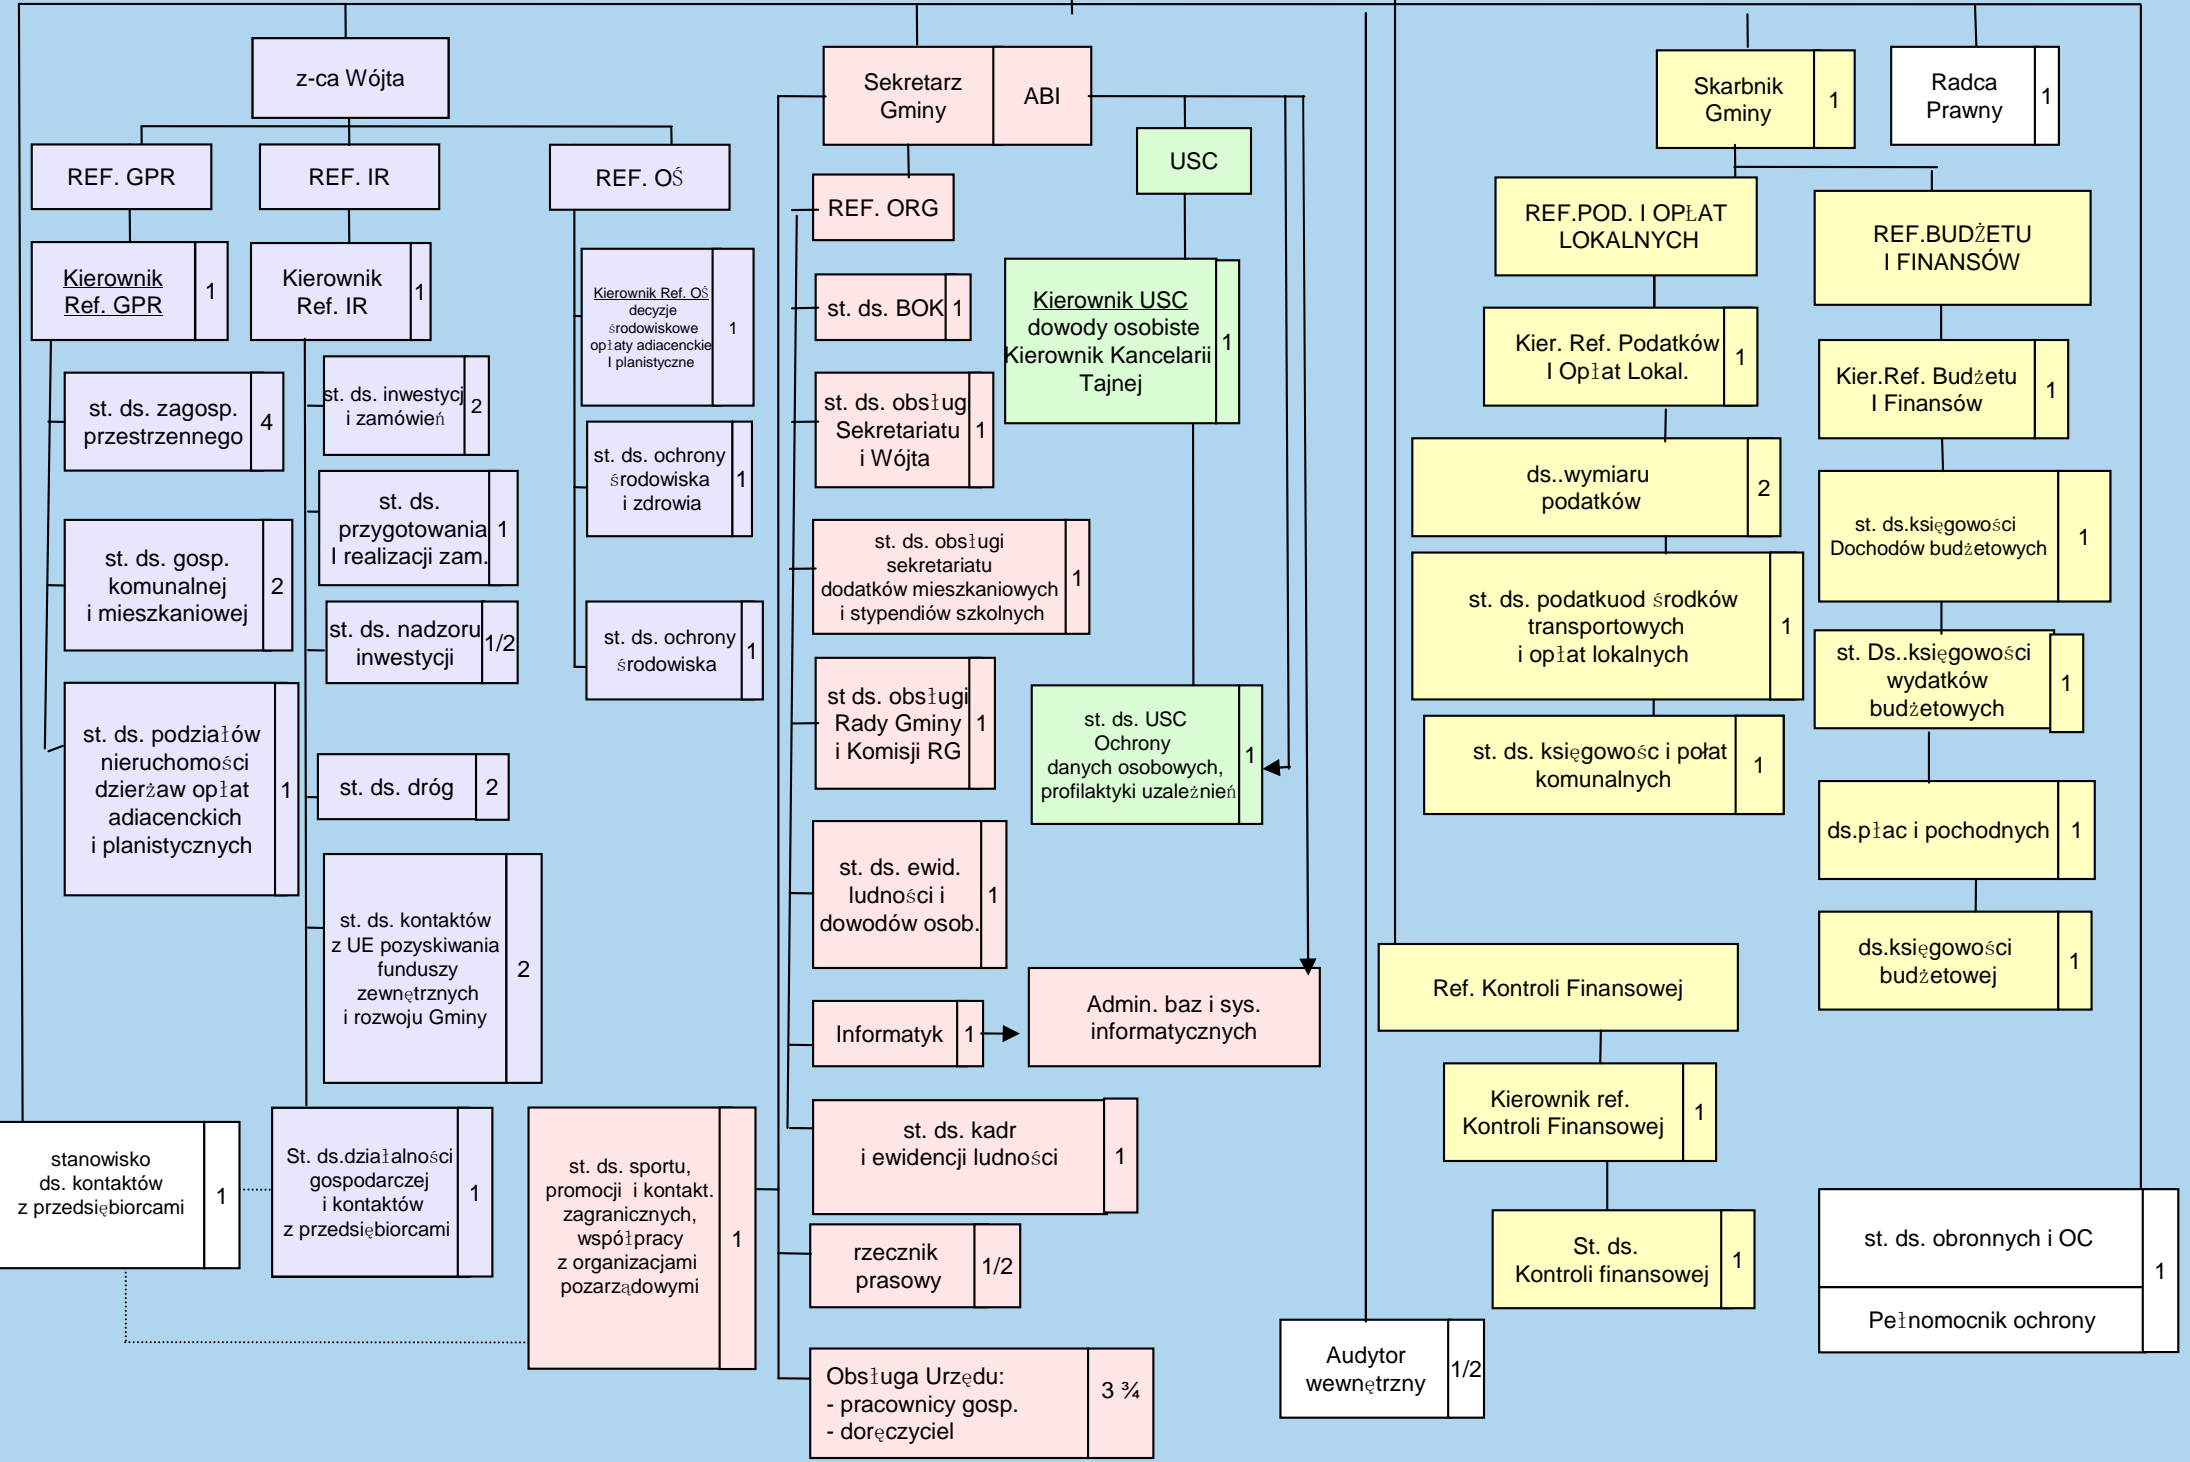 z-ca Wójta
REF. GPR
Kierownik
Ref. GPR
1
st. ds. zagosp.
przestrzennego
4
st. ds. gosp.
komunalnej
i mieszkaniowej
2
st. ds. podziałów
nieruchomości
dzierżaw opłat
adiacenckich
i planistycznych
1
REF. IR
Kierownik
Ref. IR
1
st. ds. inwestycj
i zamówień
2
st. ds.
przygotowania
I realizacji zam.
1
st. ds. nadzoru
inwestycji
1/2
st. ds. dróg
2
st. ds. kontaktów
z UE pozyskiwania
funduszy
zewnętrznych
i rozwoju Gminy
2
St. ds.działalności
gospodarczej
i kontaktów
z przedsiębiorcami
1
REF. OŚ
Kierownik Ref. OŚ
decyzje
środowiskowe
opłaty adiacenckie
I planistyczne
1
st. ds. ochrony
środowiska
i zdrowia
1
st. ds. ochrony
środowiska
1
stanowisko
ds. kontaktów
z przedsiębiorcami
1
Sekretarz
Gminy
ABI
REF. ORG
st. ds. BOK
1
st. ds. obsług
Sekretariatu
i Wójta
1
st. ds. obsługi
sekretariatu
dodatków mieszkaniowych
i stypendiów szkolnych
1
st ds. obsługi
Rady Gminy
i Komisji RG
1
st. ds. ewid.
ludności i
dowodów osob.
1
Informatyk
1
Admin. baz i sys.
informatycznych
st. ds. kadr
i ewidencji ludności
1
st. ds. sportu,
promocji i kontakt.
zagranicznych,
współpracy
z organizacjami
pozarządowymi
1
rzecznik
prasowy
1/2
Obsługa Urzędu:
- pracownicy gosp.
- doręczyciel
3 ¾
USC
Kierownik USC
dowody osobiste
Kierownik Kancelarii
Tajnej
1
st. ds. USC
Ochrony
danych osobowych,
profilaktyki uzależnień
1
Audytor
wewnętrzny
1/2
Ref. Kontroli Finansowej
Kierownik ref.
Kontroli Finansowej
1
St. ds.
Kontroli finansowej
1
Skarbnik
Gminy
1
REF.POD. I OPŁAT
LOKALNYCH
Kier. Ref. Podatków
I Opłat Lokal.
1
ds..wymiaru
podatków
2
st. ds. podatkuod środków
transportowych
i opłat lokalnych
1
st. ds. księgowośc i połat
komunalnych
1
REF.BUDŻETU
I FINANSÓW
Kier.Ref. Budżetu
I Finansów
1
st. ds.księgowości
Dochodów budżetowych
1
st. Ds..księgowości
wydatków
budżetowych
1
ds.płac i pochodnych
1
ds.księgowości
budżetowej
1
Radca
Prawny
1
st. ds. obronnych i OC
Pełnomocnik ochrony
1